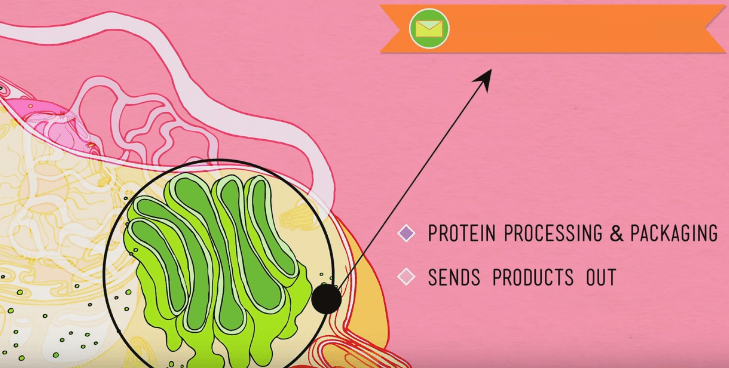 PROTEIN PROCESSING & PACKAGING
SENDS PRODUCTS OUT